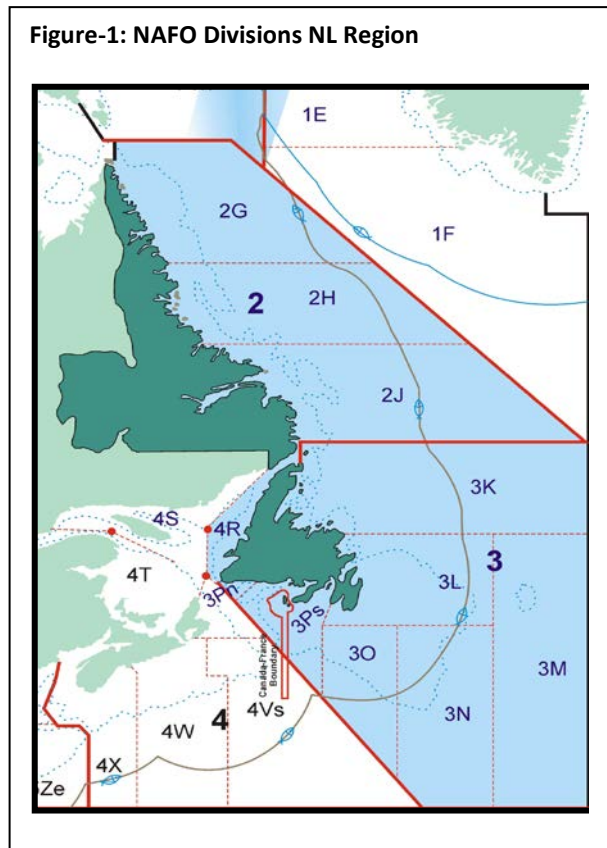 Figure-1: NAFO Divisions NL Region
1E
2G
1F
2
2H
2J
3K
4S
4R
3
4T
3L
3Pn
3Ps
3O
3M
Canada-France
Boundary
3N
4Vs
4
4W
4X
Ze